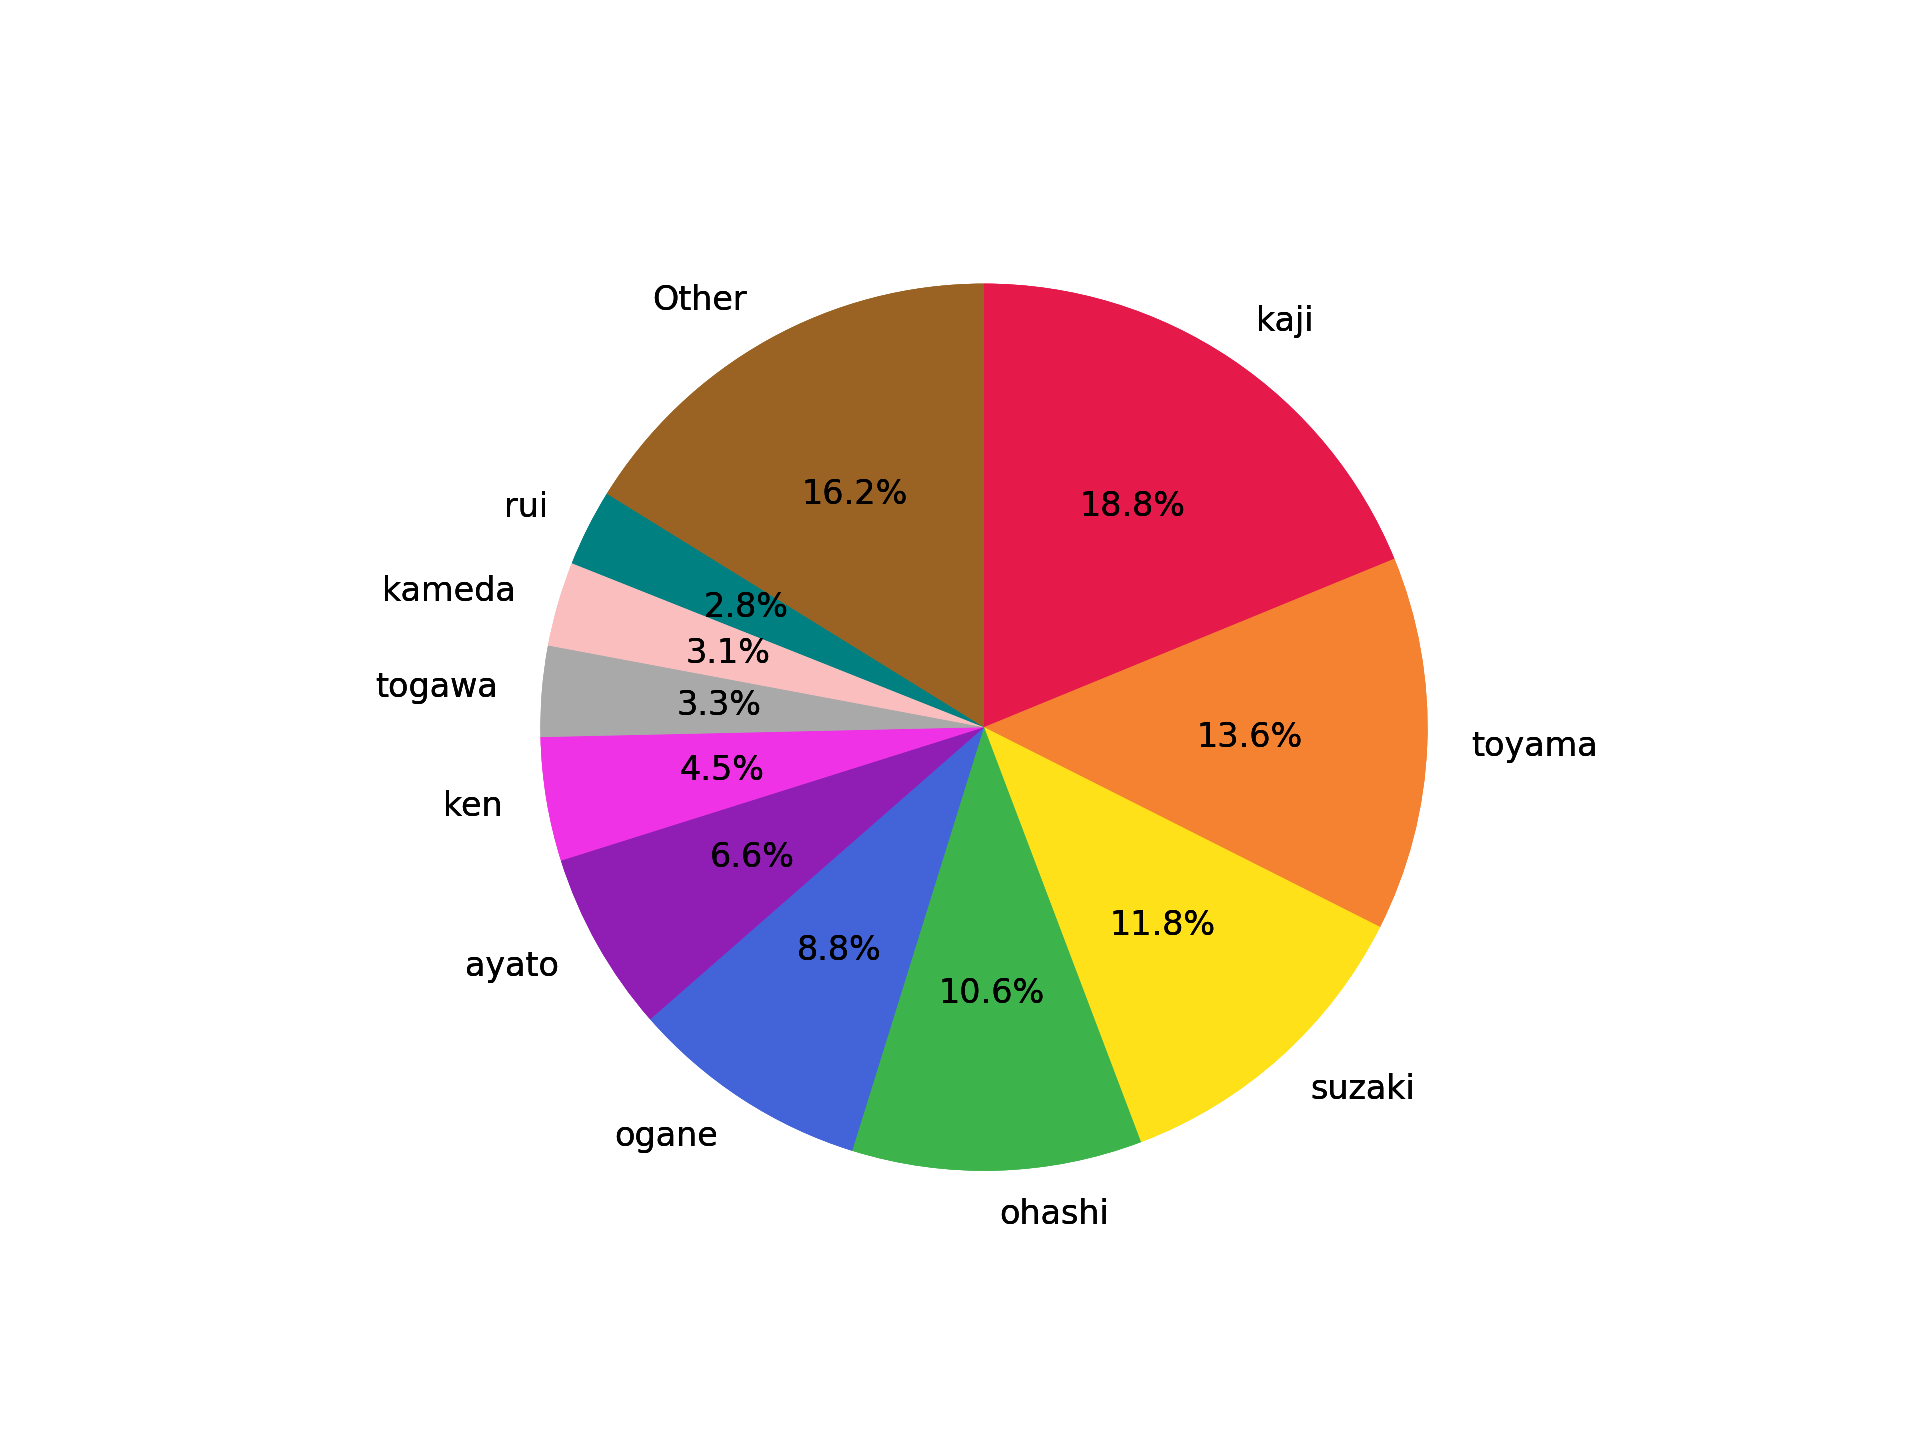 Other
kaji
16.2%
18.8%
rui
kameda
2.8%
3.1%
togawa
3.3%
13.6%
toyama
4.5%
ken
6.6%
11.8%
8.8%
ayato
10.6%
suzaki
ogane
ohashi